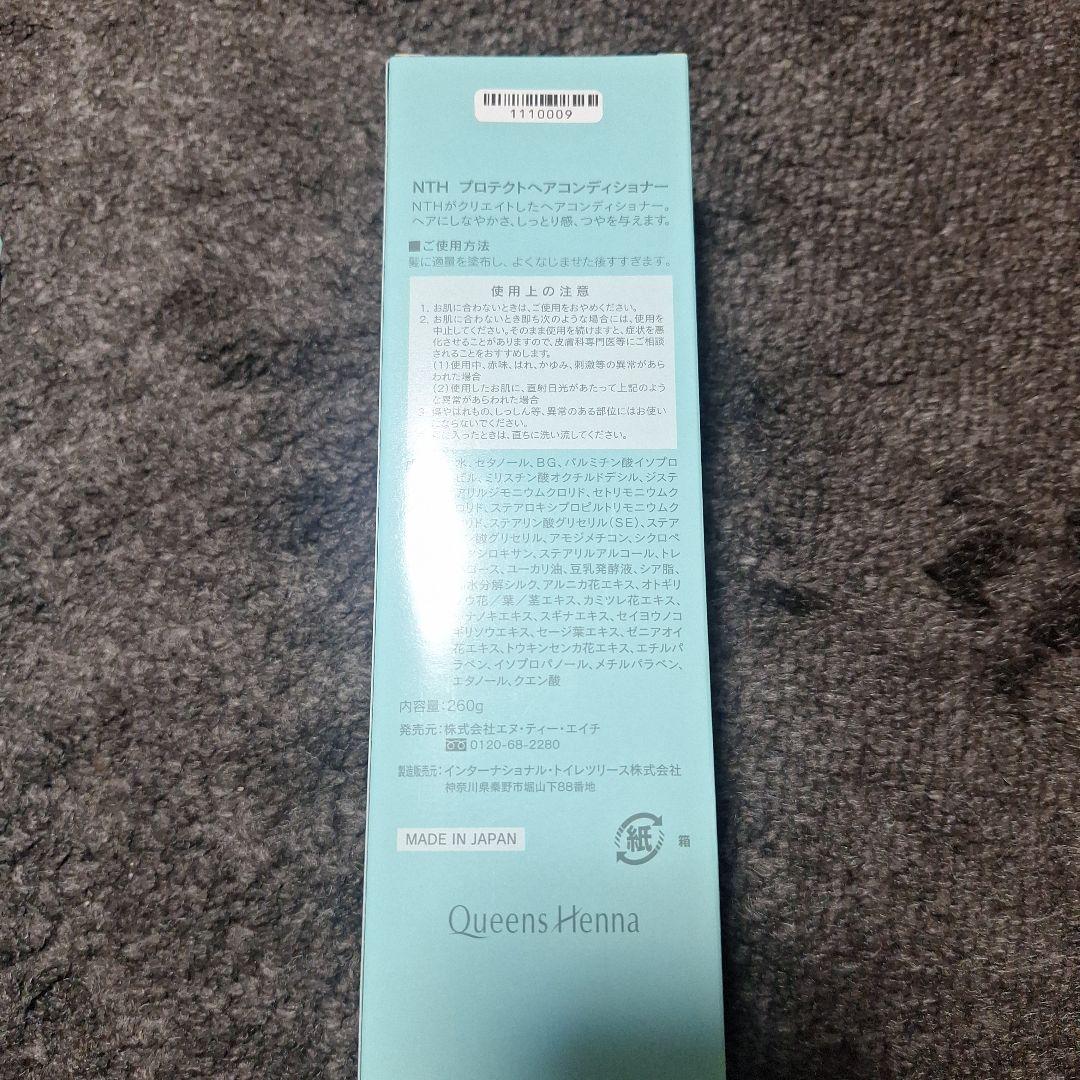 1110009
NTH プロテクトヘアコンディショナー
NTHがクリエイトしたヘアコンディショナー。
ヘアにしなやかさ、しっとり感、つやを与えます。
■ご使用方法
髪に適量を塗布し、よくなじませた後すすぎます。
使用上の注意
1. お肌に合わないときは、ご使用をおやめください。
2. お肌に合わないとき即ち次のような場合には、使用を
中止してください。そのまま使用を続けますと、症状を悪
化させることがありますので、皮膚科専門医等にご相談
されることをおすすめします。
(1)使用中、赤味、はれ、かゆみ、刺激等の異常があら
われた場合
(2)使用したお肌に、直射日光があたって上記のよう
な異常があらわれた場合
3. 傷やはれもの、しっしん等、異常のある部位にはお使い
にならないでください。
に入ったときは、直ちに洗い流してください。
水、セタノール、BG、パルミチン酸イソプロ
ピル、ミリスチン酸オクチルドデシル、ジステ
アリルジモニウムクロリド、セトリモニウムク
ロリド、ステアロキシプロピルトリモニウムク
リド、ステアリン酸グリセリル(SE)、ステア
ン酸グリセリル、アモジメチコン、シクロペ
シロキサン、ステアリルアルコール、トレ
ロース、ユーカリ油、豆乳発酵液、シア脂、
水分解シルク、アルニカ花エキス、オトギリ
ウ花/葉/茎エキス、カミツレ花エキス、
ナノキエキス、スギナエキス、セイヨウノコ
ギリソウエキス、セージ葉エキス、ゼニアオイ
花エキス、トウキンセンカ花エキス、エチルパ
ラベン、イソプロパノール、メチルパラベン、
エタノール、クエン酸
内容量:260g
発売元:株式会社エヌ・ティー・エイチ
0120-68-2280
製造販売元:インターナショナル・トイレツリース株式会社
神奈川県秦野市堀山下88番地
MADE IN JAPAN
紙 箱
Queens Henna